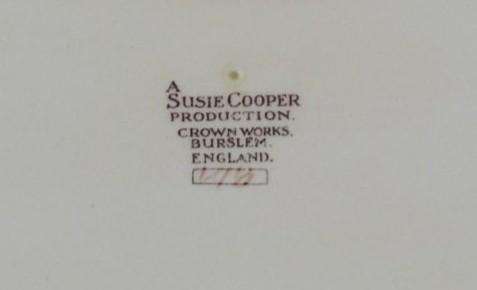 A
SUSIE COOPER
PRODUCTION.
CROWN WORKS,
BURSLEM.
ENGLAND.